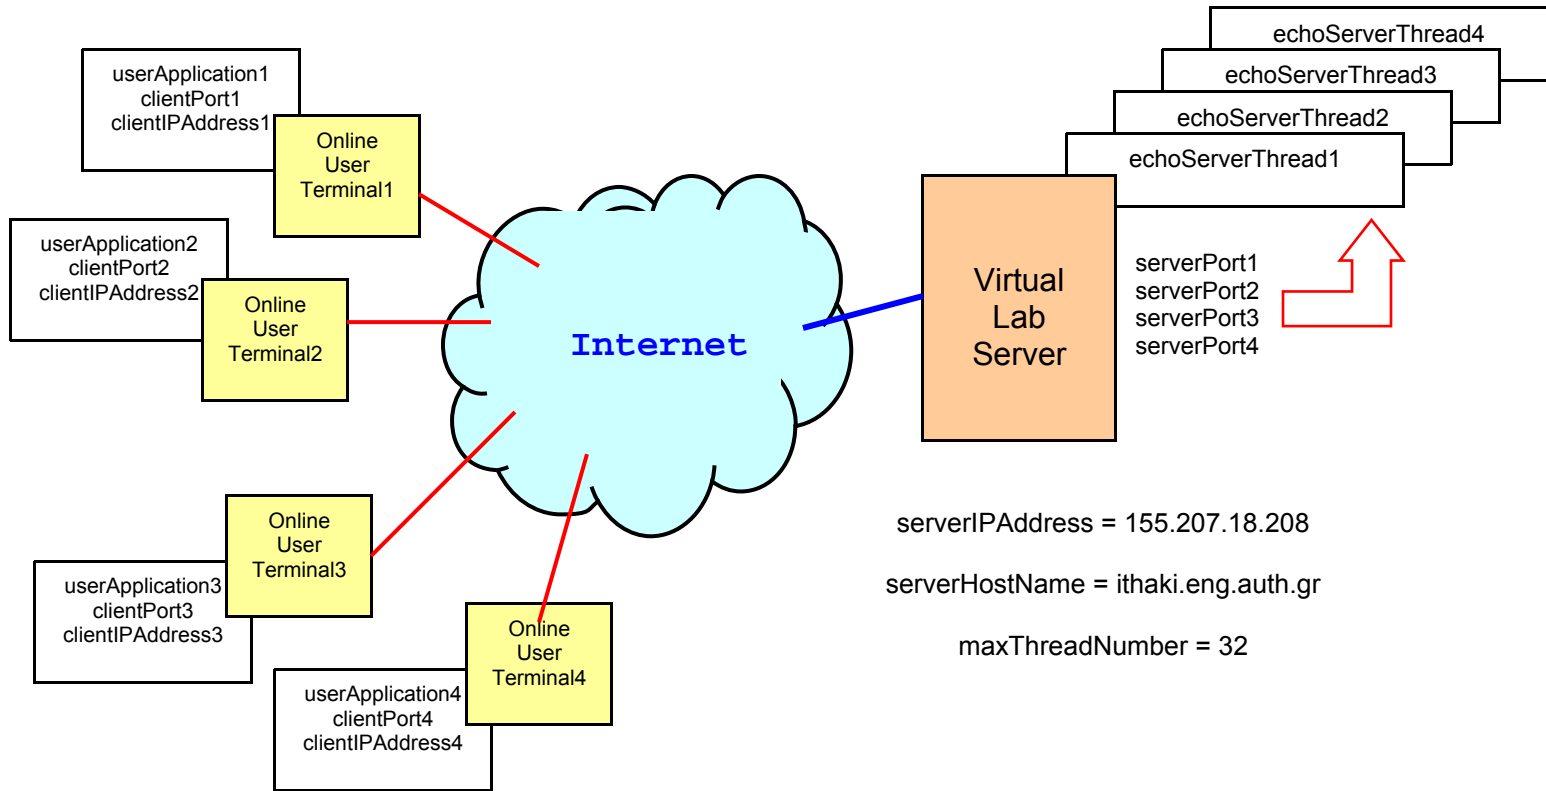 userApplication1
clientPort1
clientIPAddress1
Online
User
Terminal1
userApplication2
clientPort2
clientIPAddress2
Online
User
Terminal2
Internet
Online
User
Terminal3
userApplication3
clientPort3
clientIPAddress3
Online
User
Terminal4
userApplication4
clientPort4
clientIPAddress4
echoServerThread4
echoServerThread3
echoServerThread2
echoServerThread1
Virtual
Lab
Server
serverPort1
serverPort2
serverPort3
serverPort4
serverIPAddress = 155.207.18.208
serverHostName = ithaki.eng.auth.gr
maxThreadNumber = 32